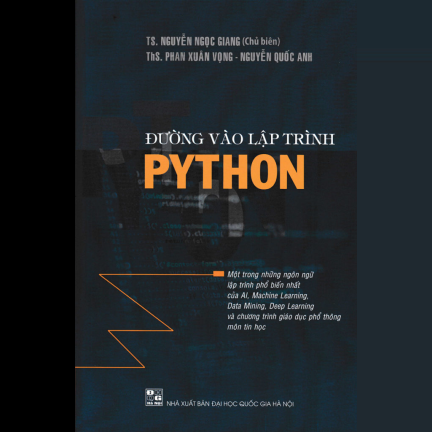 TS. NGUYỄN NGỌC GIANG (Chủ biên)
ThS. PHAN XUÂN VỌNG - NGUYỄN QUỐC ANH
ĐƯỜNG VÀO LẬP TRÌNH
PYTHON
Một trong những ngôn ngữ
lập trình phổ biến nhất
của AI, Machine Learning,
Data Mining, Deep Learning
và chương trình giáo dục phổ thông
môn tin học
NHÀ XUẤT BẢN ĐẠI HỌC QUỐC GIA HÀ NỘI